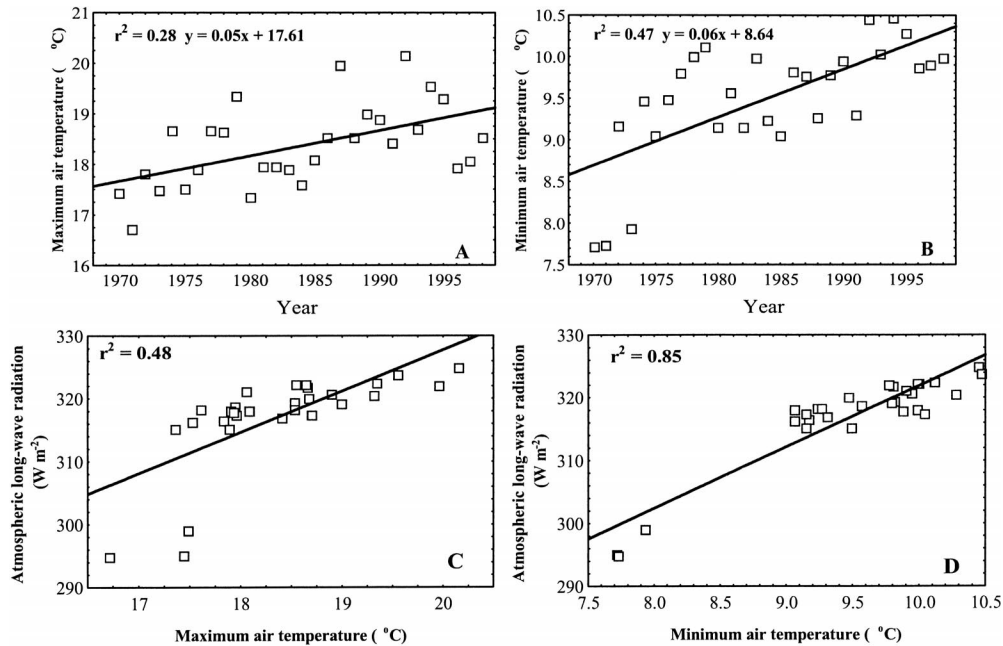 r² = 0.28 y = 0.05x + 17.61
Maximum air temperature ( °C)
21
20
19
18
17
16
A
1970 1975 1980 1985 1990 1995
Year
r² = 0.47 y = 0.06x + 8.64
Minimum air temperature ( °C)
10.5
10.0
9.5
9.0
8.5
8.0
7.5
B
1970 1975 1980 1985 1990 1995
Year
r² = 0.48
Atmospheric long-wave radiation
(W m⁻²)
330
320
310
300
290
C
17 18 19 20
Maximum air temperature ( °C)
r² = 0.85
Atmospheric long-wave radiation
(W m⁻²)
330
320
310
300
290
D
7.5 8.0 8.5 9.0 9.5 10.0 10.5
Minimum air temperature ( °C)